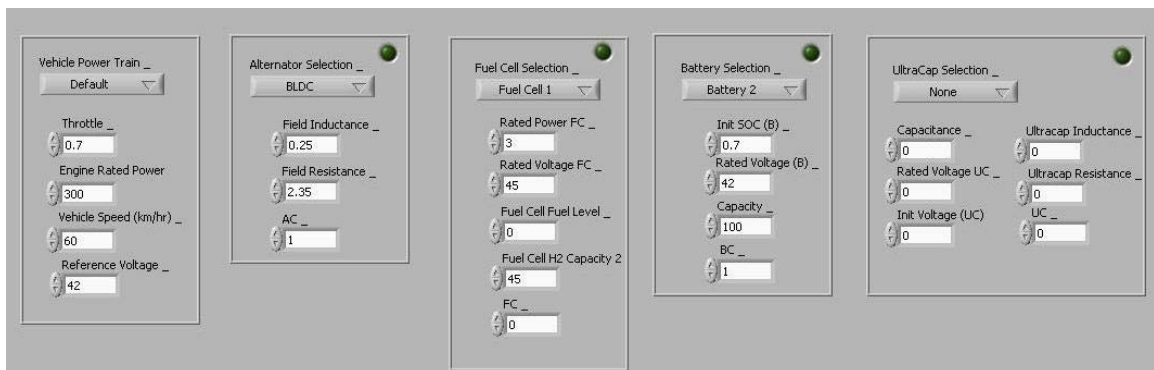 Vehicle Power Train _
Default
Throttle _
0.7
Engine Rated Power
300
Vehicle Speed (km/hr) _
60
Reference Voltage _
42
Alternator Selection _
BLDC
Field Inductance _
0.25
Field Resistance _
2.35
AC _
1
Fuel Cell Selection _
Fuel Cell 1
Rated Power FC _
3
Rated Voltage FC _
45
Fuel Cell Fuel Level _
0
Fuel Cell H2 Capacity 2
45
FC _
0
Battery Selection _
Battery 2
Init SOC (B) _
0.7
Rated Voltage (B) _
42
Capacity _
100
BC _
1
UltraCap Selection _
None
Capacitance _
0
Rated Voltage UC _
0
Init Voltage (UC)
0
Ultracap Inductance _
0
Ultracap Resistance _
0
UC _
0